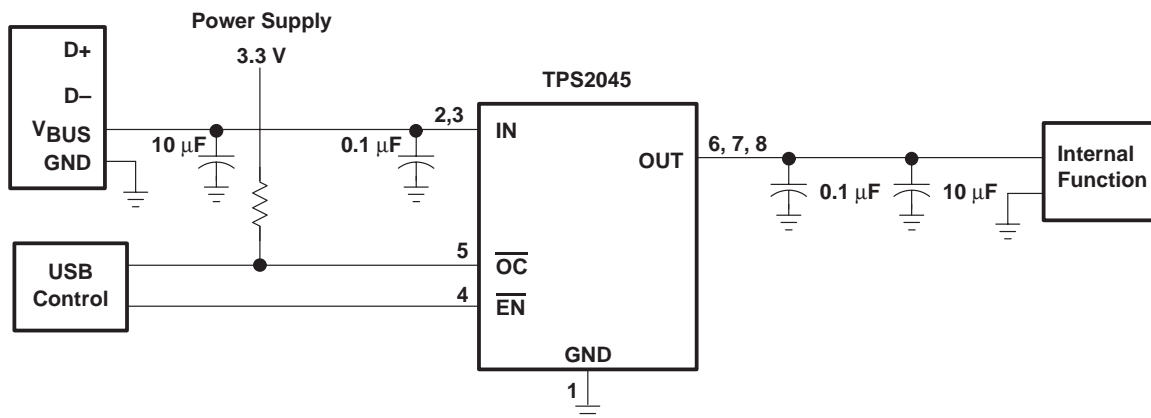 Power Supply
3.3 V
TPS2045
D+
D–
VBUS
GND
10 μF
0.1 μF
2,3
IN
OUT
6, 7, 8
0.1 μF
10 μF
Internal
Function
USB
Control
5
OC
4
EN
GND
1